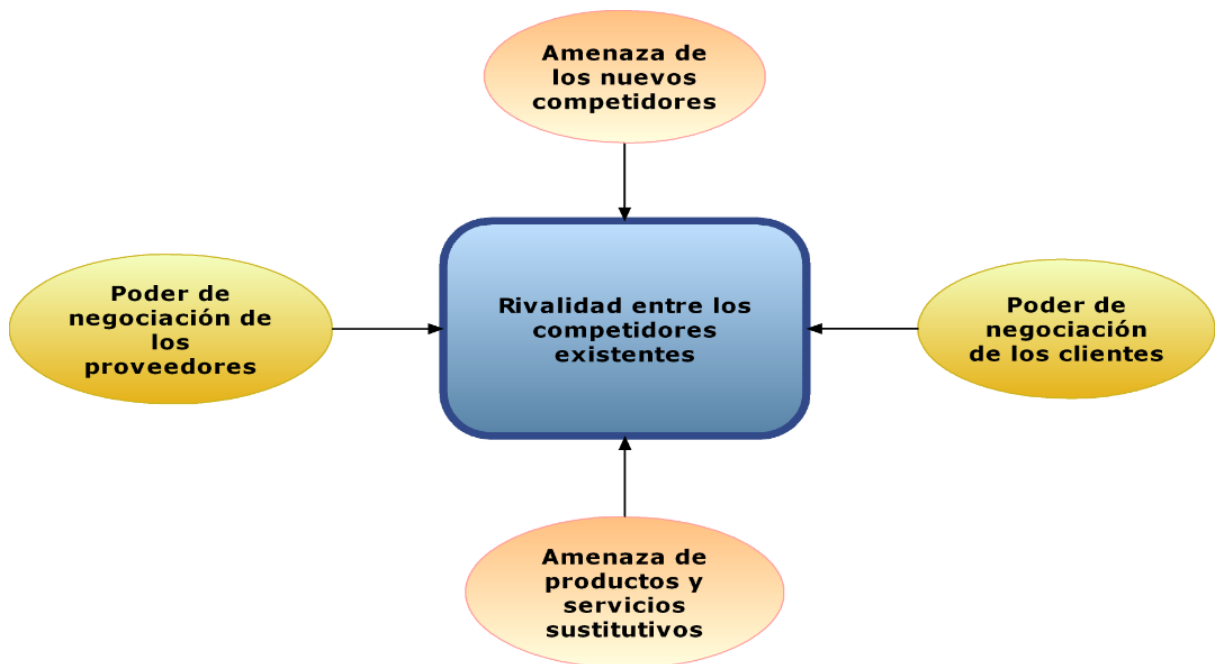 Amenaza de
los nuevos
competidores
Poder de
negociación de
los
proveedores
Rivalidad entre los
competidores
existentes
Poder de
negociación
de los clientes
Amenaza de
productos y
servicios
sustitutivos